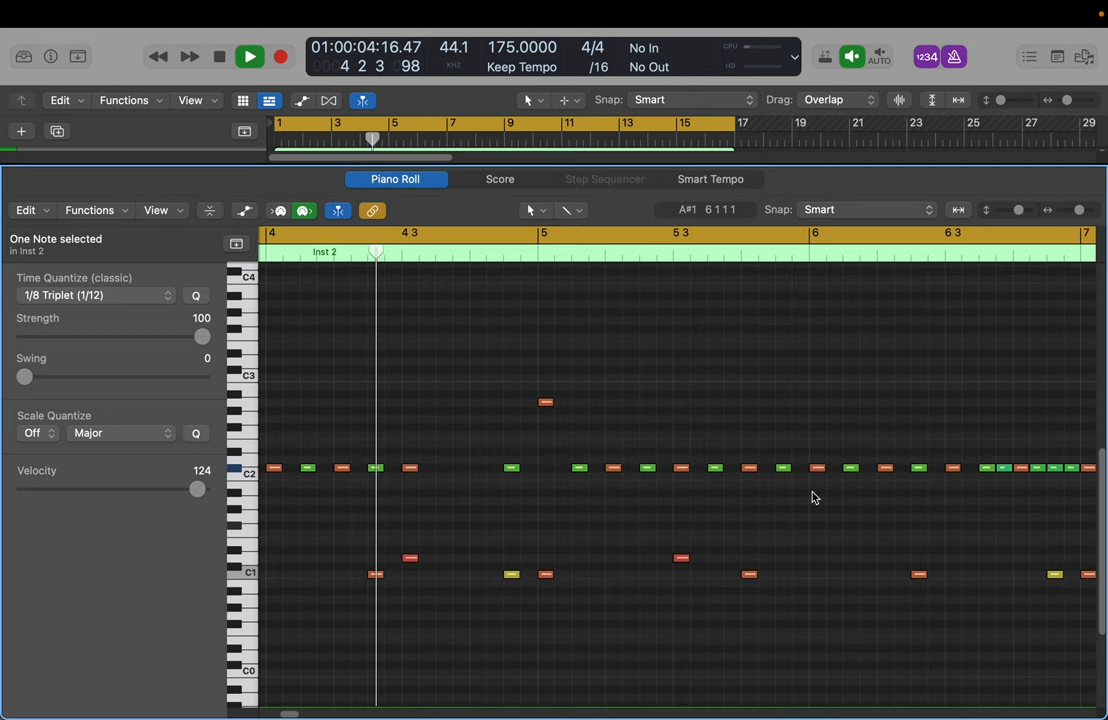 01:00:04:16.47 44.1 175.0000 4/4 No In CPU 1234
0004 2 3 098 KHZ Keep Tempo /16 No Out HD AUTO
Edit Functions View Snap: Smart Drag: Overlap
1 3 5 7 9 11 13 15 17 19 21 23 25 27 29
Piano Roll Score Step Sequencer Smart Tempo
Edit Functions View A#1 6 1 1 1 Snap: Smart
One Note selected
in Inst 2
4 4 3 5 5 3 6 6 3 7
Inst 2
Time Quantize (classic)
1/8 Triplet (1/12) Q
Strength 100
Swing 0
Scale Quantize
Off Major Q
Velocity 124
C4
C3
C2
C1
C0